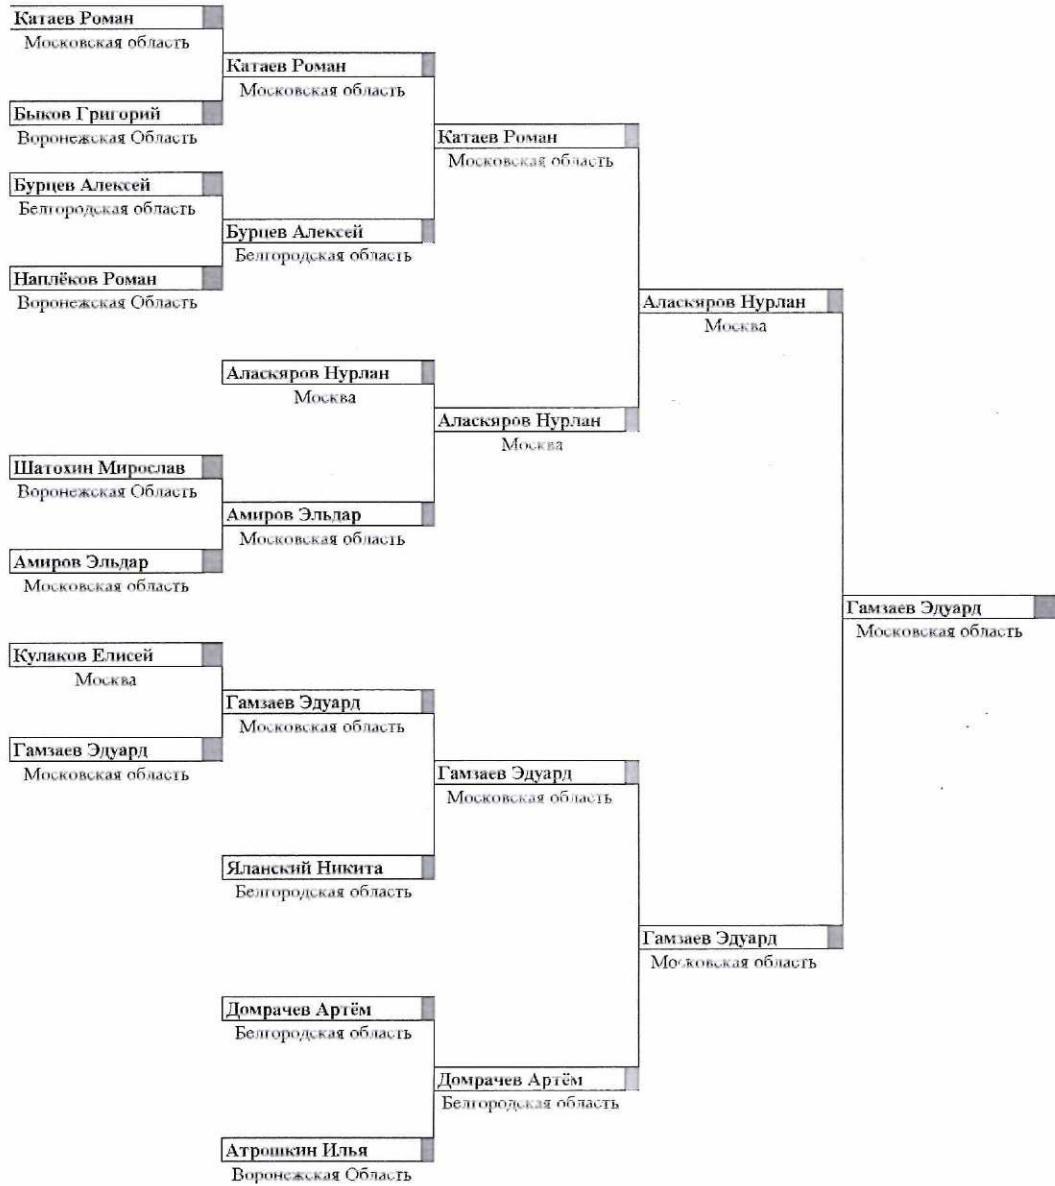 Катаев Роман
Московская область
Катаев Роман
Московская область
Быков Григорий
Воронежская Область
Катаев Роман
Московская область
Бурцев Алексей
Белгородская область
Бурцев Алексей
Белгородская область
Наплёков Роман
Воронежская Область
Аласкяров Нурлан
Москва
Аласкяров Нурлан
Москва
Аласкяров Нурлан
Москва
Шатохин Мирослав
Воронежская Область
Амиров Эльдар
Московская область
Амиров Эльдар
Московская область
Гамзаев Эдуард
Московская область
Кулаков Елисей
Москва
Гамзаев Эдуард
Московская область
Гамзаев Эдуард
Московская область
Гамзаев Эдуард
Московская область
Яланский Никита
Белгородская область
Гамзаев Эдуард
Московская область
Домрачев Артём
Белгородская область
Домрачев Артём
Белгородская область
Атрошкин Илья
Воронежская Область